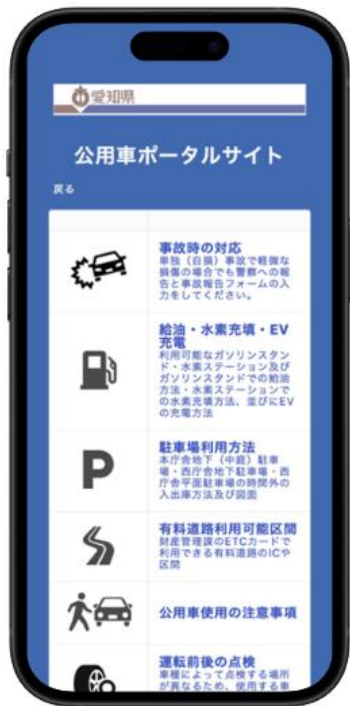 愛知県
公用車ポータルサイト
戻る
事故時の対応
単独（自損）事故で軽微な
損傷の場合でも警察への報
告と事故報告フォームの入
力をしてください。
給油・水素充填・EV
充電
利用可能なガソリンスタン
ド・水素ステーション及び
ガソリンスタンドでの給油
方法・水素ステーションで
の水素充填方法、並びにEV
の充電方法
駐車場利用方法
本庁舎地下（中庭）駐車
場・西庁舎地下駐車場・西
庁舎平面駐車場の時間外の
入出庫方法及び図面
有料道路利用可能区間
財産管理課のETCカードで
利用できる有料道路のICや
区間
公用車使用の注意事項
運転前後の点検
車種によって点検する場所
が異なるため、使用する車